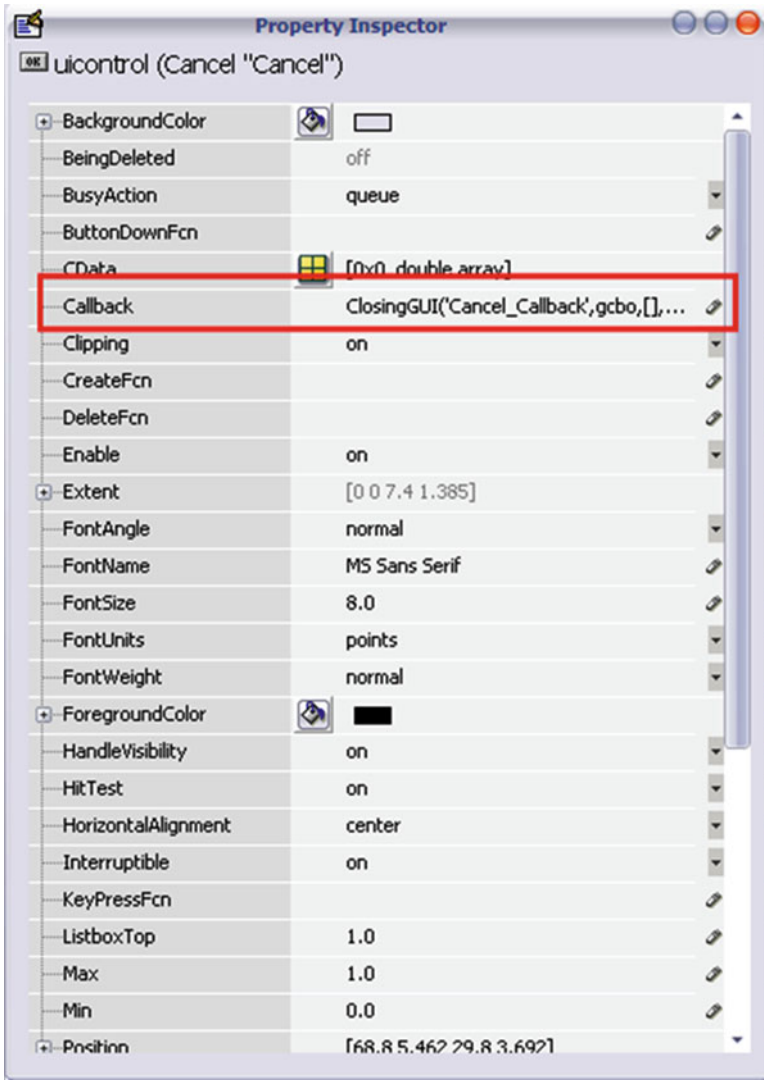 Property Inspector
OK uicontrol (Cancel "Cancel")
BackgroundColor
BeingDeleted off
BusyAction queue
ButtonDownFcn
CData [0x0 double array]
Callback ClosingGUI('Cancel_Callback',gcbo,[],...
Clipping on
CreateFcn
DeleteFcn
Enable on
Extent [0 0 7.4 1.385]
FontAngle normal
FontName MS Sans Serif
FontSize 8.0
FontUnits points
FontWeight normal
ForegroundColor
HandleVisibility on
HitTest on
HorizontalAlignment center
Interruptible on
KeyPressFcn
ListboxTop 1.0
Max 1.0
Min 0.0
Position [68.8 5.462 29.8 3.692]